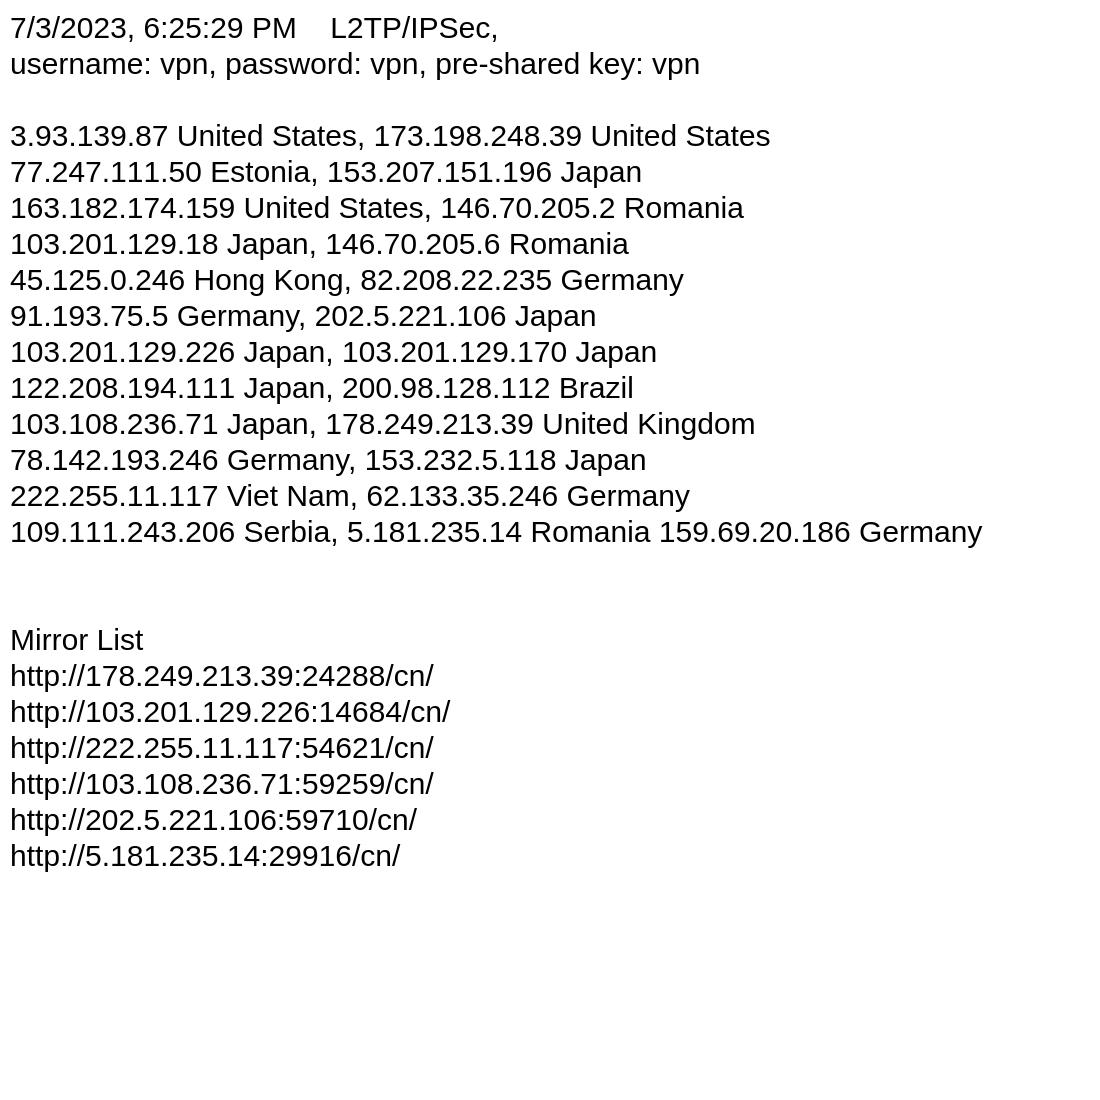 7/3/2023, 6:25:29 PM    L2TP/IPSec,
username: vpn, password: vpn, pre-shared key: vpn
3.93.139.87 United States, 173.198.248.39 United States
77.247.111.50 Estonia, 153.207.151.196 Japan
163.182.174.159 United States, 146.70.205.2 Romania
103.201.129.18 Japan, 146.70.205.6 Romania
45.125.0.246 Hong Kong, 82.208.22.235 Germany
91.193.75.5 Germany, 202.5.221.106 Japan
103.201.129.226 Japan, 103.201.129.170 Japan
122.208.194.111 Japan, 200.98.128.112 Brazil
103.108.236.71 Japan, 178.249.213.39 United Kingdom
78.142.193.246 Germany, 153.232.5.118 Japan
222.255.11.117 Viet Nam, 62.133.35.246 Germany
109.111.243.206 Serbia, 5.181.235.14 Romania 159.69.20.186 Germany
Mirror List
http://178.249.213.39:24288/cn/
http://103.201.129.226:14684/cn/
http://222.255.11.117:54621/cn/
http://103.108.236.71:59259/cn/
http://202.5.221.106:59710/cn/
http://5.181.235.14:29916/cn/